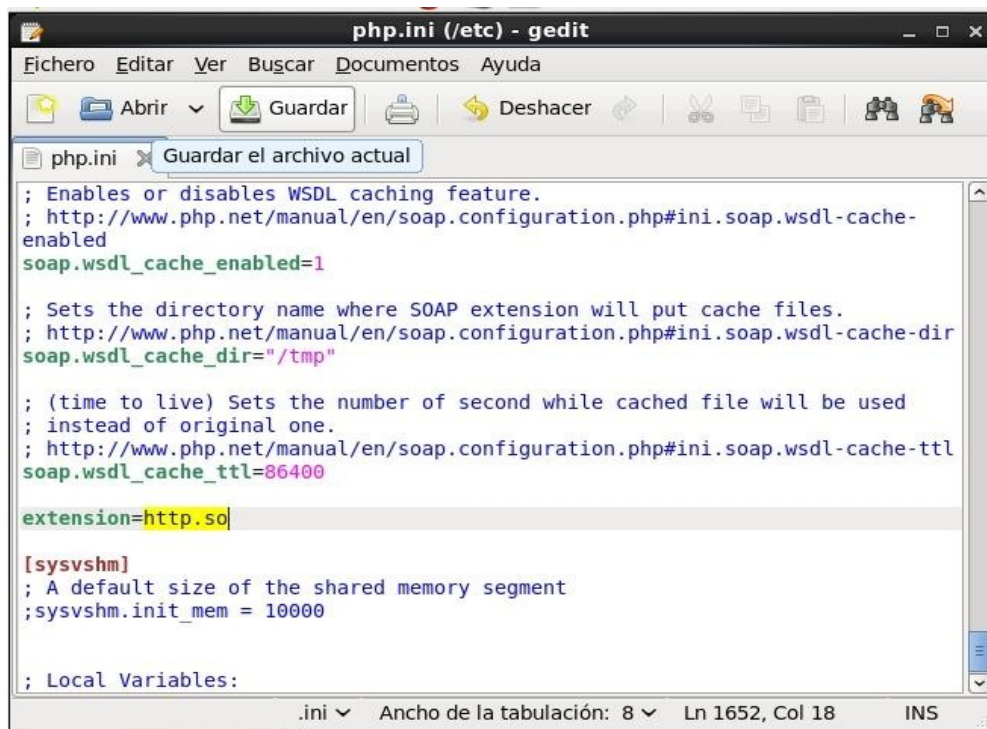 php.ini (/etc) - gedit
Fichero Editar Ver Buscar Documentos Ayuda
Abrir Guardar Deshacer
php.ini Guardar el archivo actual
; Enables or disables WSDL caching feature.
; http://www.php.net/manual/en/soap.configuration.php#ini.soap.wsdl-cache-
enabled
soap.wsdl_cache_enabled=1
; Sets the directory name where SOAP extension will put cache files.
; http://www.php.net/manual/en/soap.configuration.php#ini.soap.wsdl-cache-dir
soap.wsdl_cache_dir="/tmp"
; (time to live) Sets the number of second while cached file will be used
; instead of original one.
; http://www.php.net/manual/en/soap.configuration.php#ini.soap.wsdl-cache-ttl
soap.wsdl_cache_ttl=86400
extension=http.so
[sysvshm]
; A default size of the shared memory segment
;sysvshm.init_mem = 10000
; Local Variables:
.ini Ancho de la tabulación: 8 Ln 1652, Col 18 INS